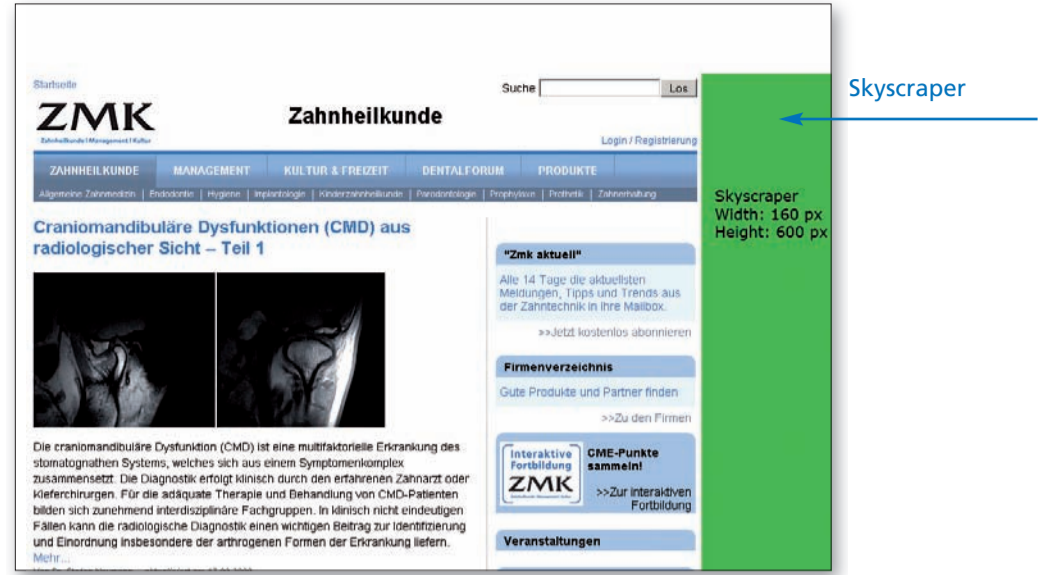 Startseite
Suche
Los
ZMK
Zahnheilkunde | Management | Kultur
Zahnheilkunde
Login / Registrierung
ZAHNHEILKUNDE MANAGEMENT KULTUR & FREIZEIT DENTALFORUM PRODUKTE
Allgemeine Zahnmedizin | Endodontie | Hygiene | Implantologie | Kinderzahnheilkunde | Parodontologie | Prophylaxe | Prothetik | Zahnerhaltung
Craniomandibuläre Dysfunktionen (CMD) aus
radiologischer Sicht – Teil 1
Die craniomandibuläre Dysfunktion (CMD) ist eine multifaktorielle Erkrankung des
stomatognathen Systems, welches sich aus einem Symptomenkomplex
zusammensetzt. Die Diagnostik erfolgt klinisch durch den erfahrenen Zahnarzt oder
Kieferchirurgen. Für die adäquate Therapie und Behandlung von CMD-Patienten
bilden sich zunehmend interdisziplinäre Fachgruppen. In klinisch nicht eindeutigen
Fällen kann die radiologische Diagnostik einen wichtigen Beitrag zur Identifizierung
und Einordnung insbesondere der arthrogenen Formen der Erkrankung liefern.
Mehr...
"Zmk aktuell"
Alle 14 Tage die aktuellsten
Meldungen, Tipps und Trends aus
der Zahntechnik in Ihre Mailbox.
>>Jetzt kostenlos abonnieren
Firmenverzeichnis
Gute Produkte und Partner finden
>>Zu den Firmen
Interaktive
Fortbildung
ZMK
CME-Punkte
sammeln!
>>Zur interaktiven
Fortbildung
Veranstaltungen
Skyscraper
Width: 160 px
Height: 600 px
Skyscraper